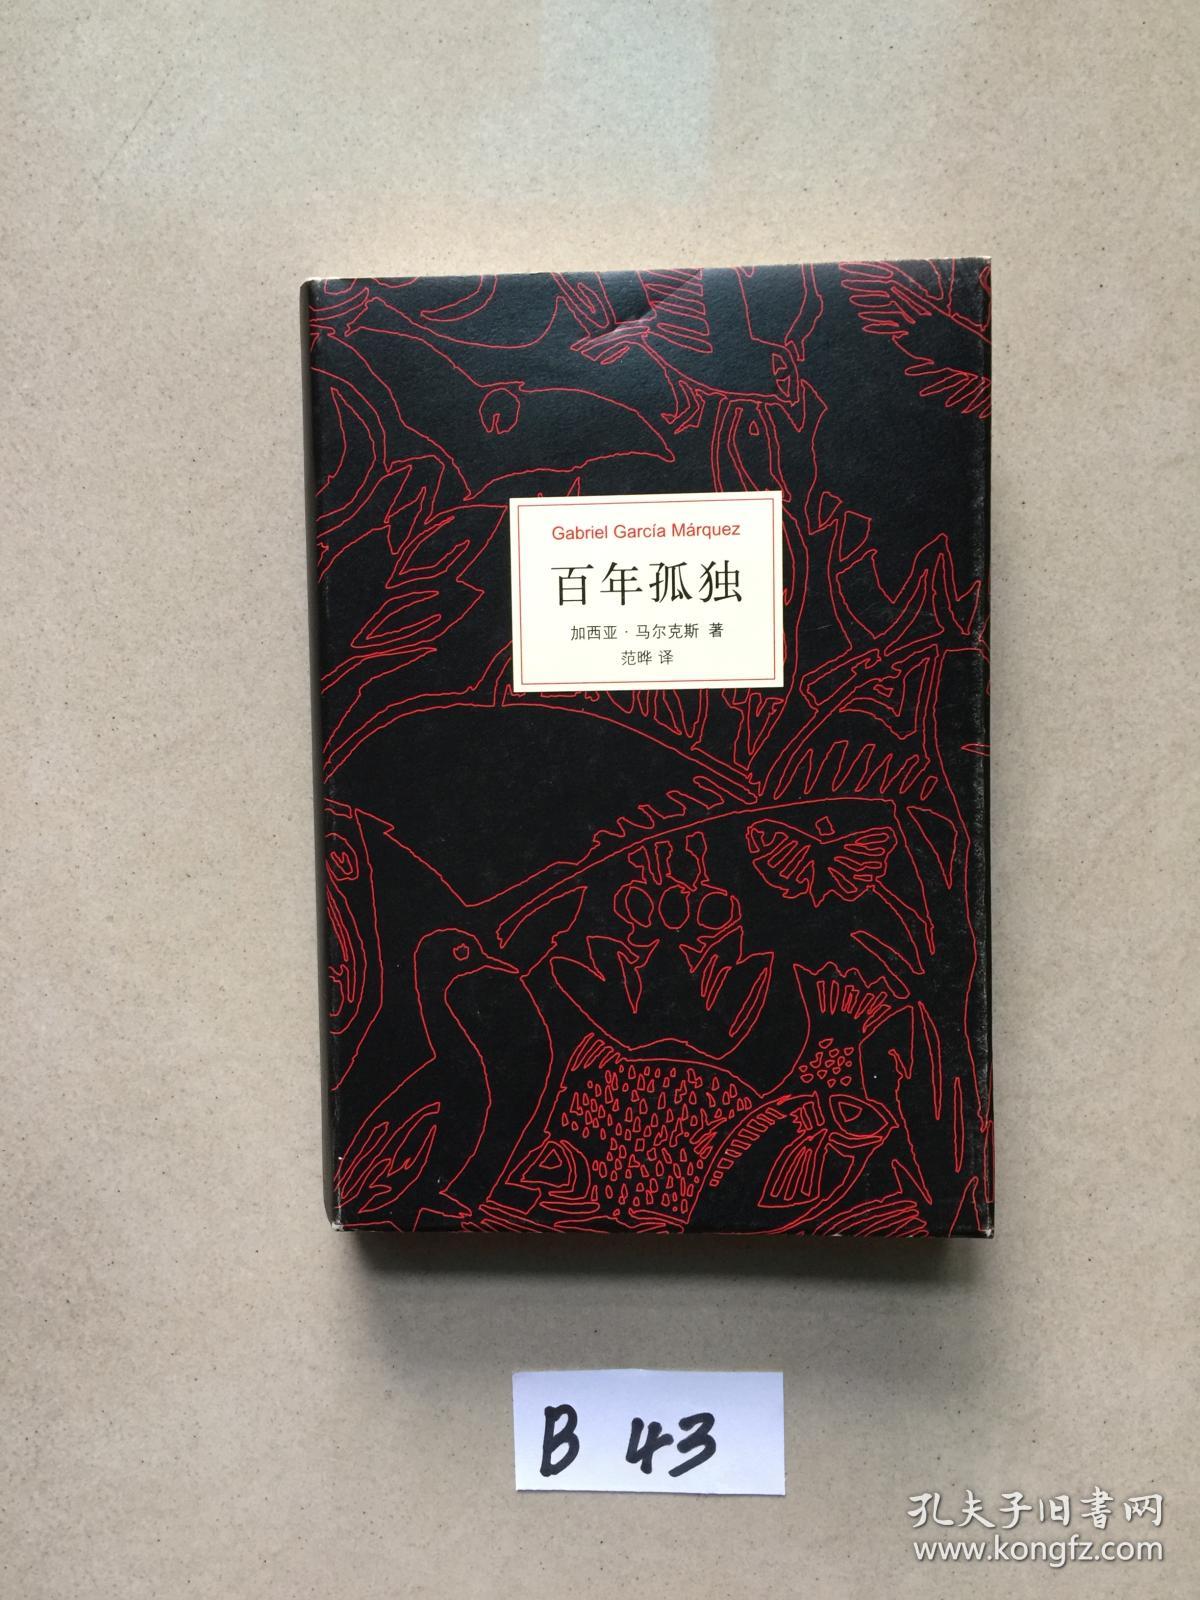 Gabriel García Márquez
百年孤独
加西亚·马尔克斯 著
范晔 译
B 43
孔夫子旧书网
www.kongfz.com